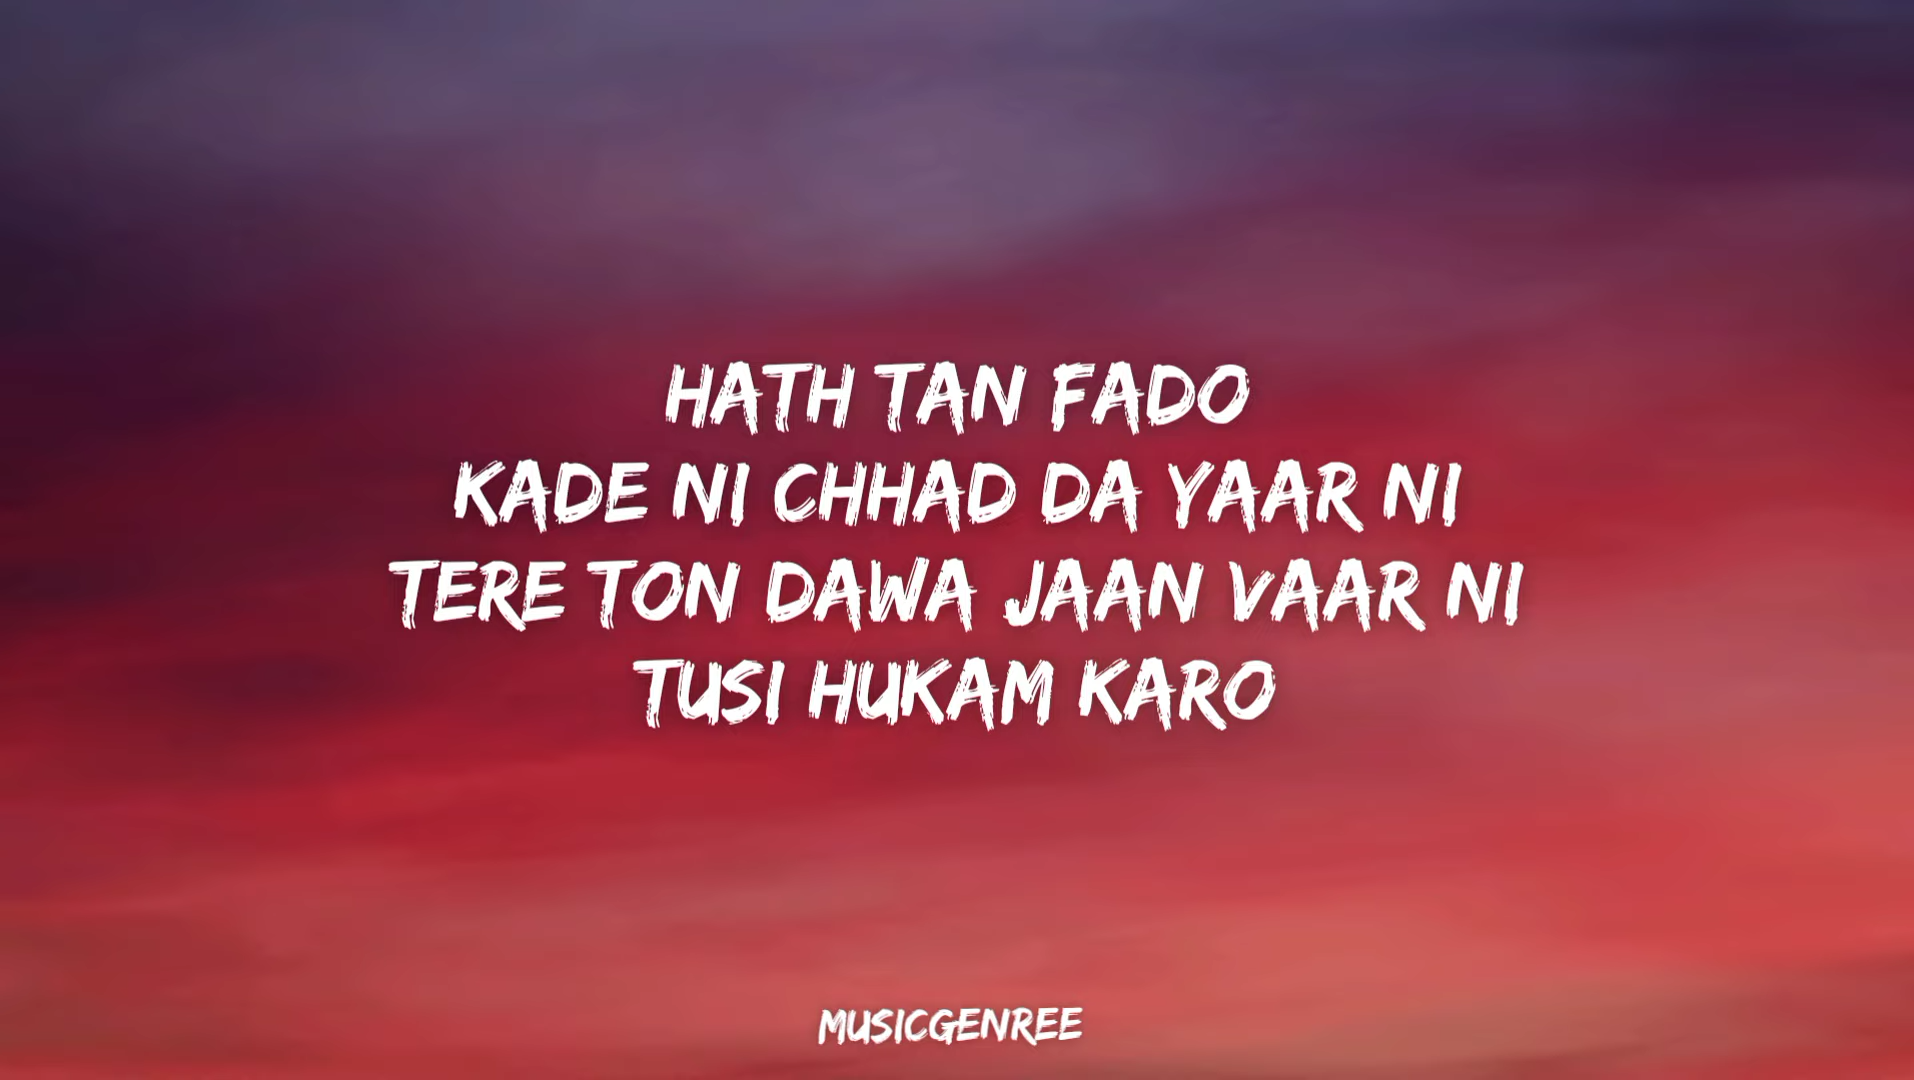 HATH TAN FADO
KADE NI CHHAD DA YAAR NI
TERE TON DAWA JAAN VAAR NI
TUSI HUKAM KARO
MUSICGENREE